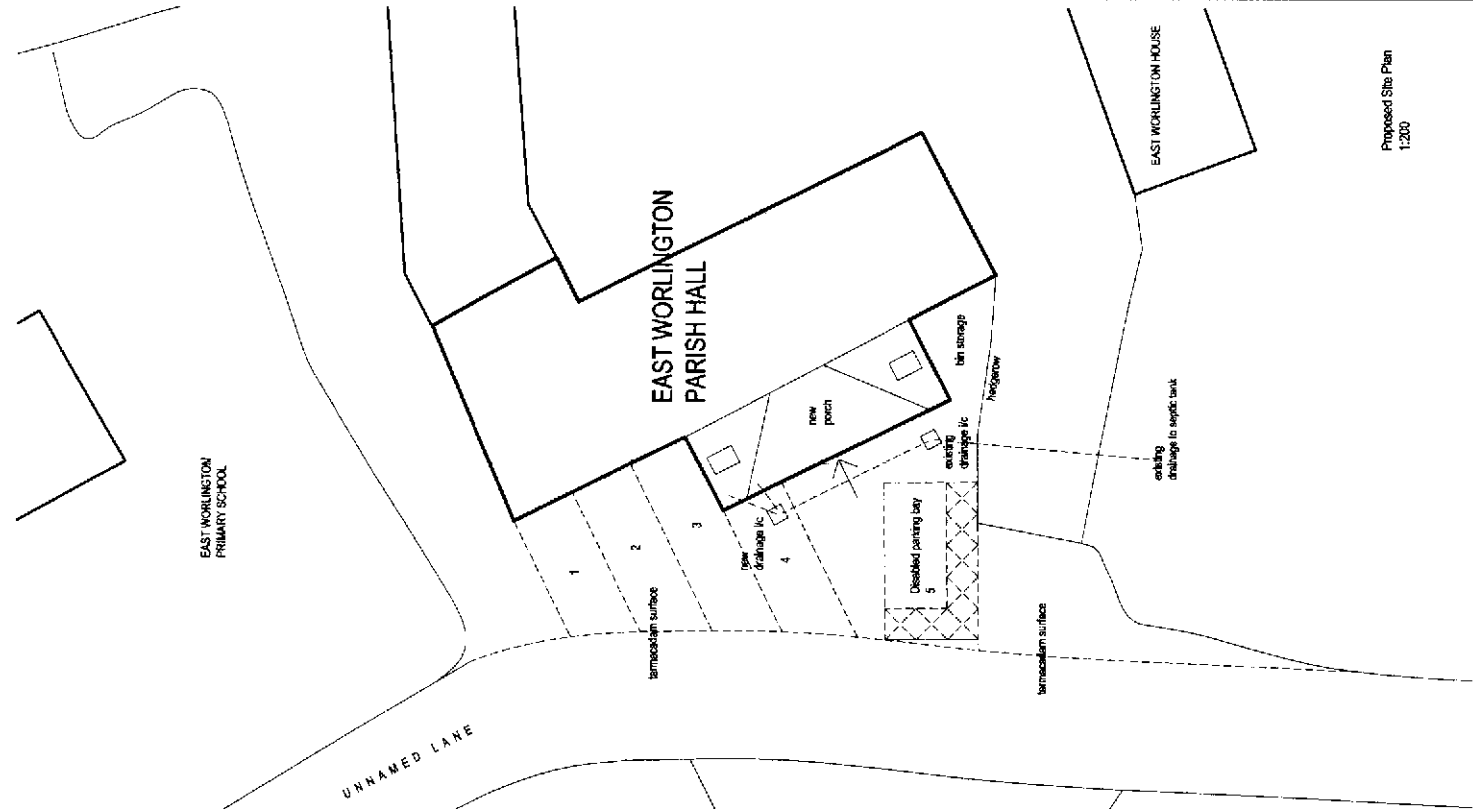 EAST WORLINGTON
PRIMARY SCHOOL
EAST WORLINGTON
PARISH HALL
EAST WORLINGTON HOUSE
Proposed Site Plan
1:200
new
porch
bin storage
hedgerow
existing
drainage i/c
existing
drainage to septic tank
new
drainage i/c
1
2
3
4
Disabled parking bay
5
tarmacadam surface
tarmacadam surface
UNNAMED LANE